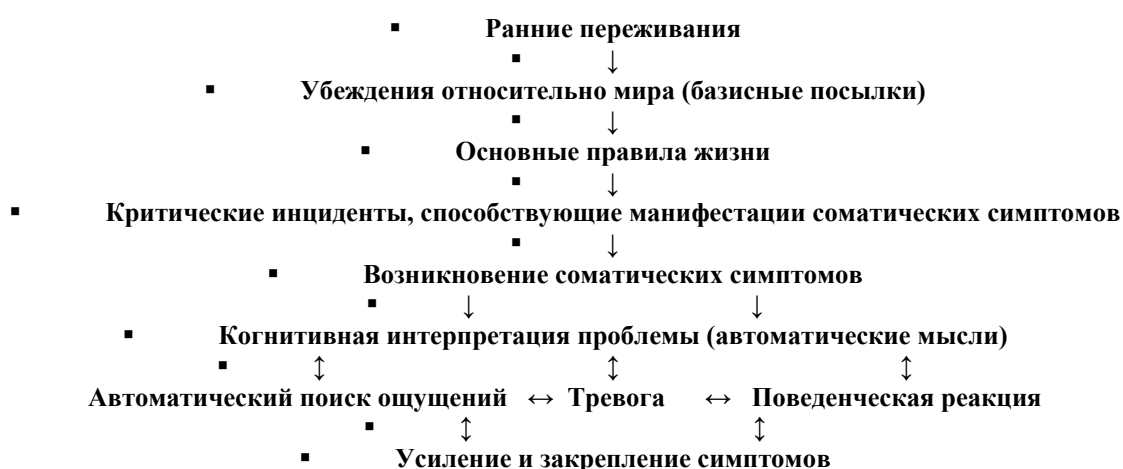 ▪ Ранние переживания
▪ ↓
▪ Убеждения относительно мира (базисные посылки)
▪ ↓
▪ Основные правила жизни
▪ ↓
▪ Критические инциденты, способствующие манифестации соматических симптомов
▪ ↓
▪ Возникновение соматических симптомов
▪ ↓ ↓
▪ Когнитивная интерпретация проблемы (автоматические мысли)
▪ ↕ ↕ ↕
Автоматический поиск ощущений ↔ Тревога ↔ Поведенческая реакция
▪ ↕ ↕
▪ Усиление и закрепление симптомов